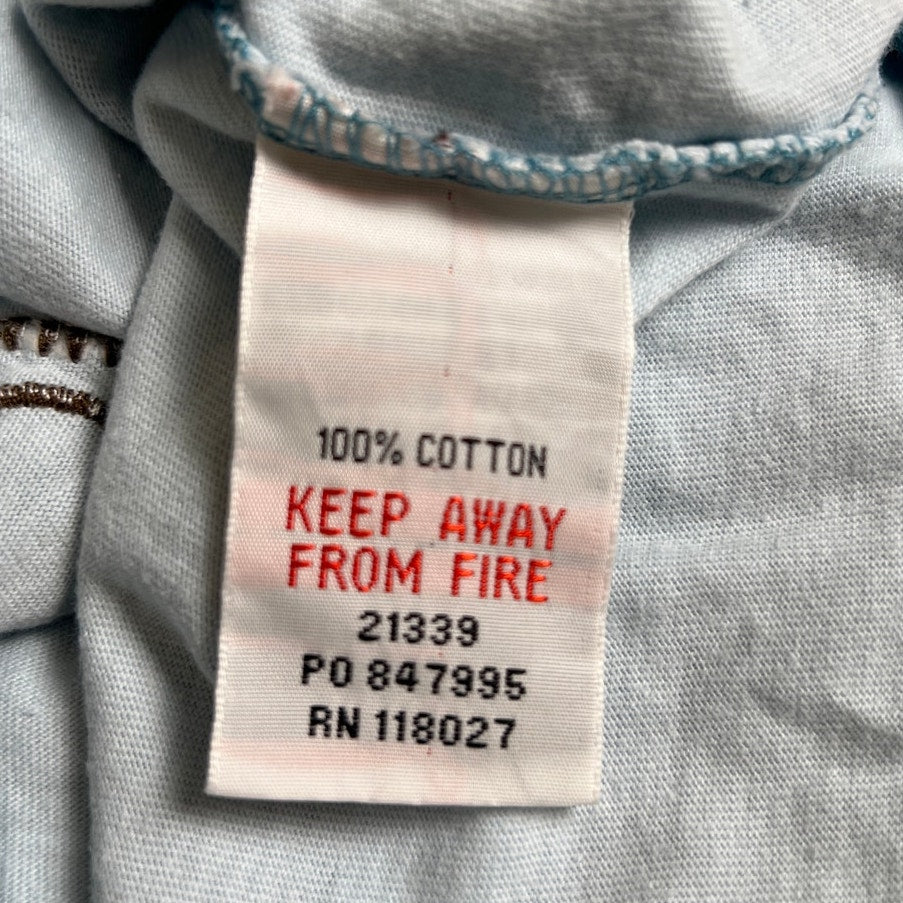 100% COTTON
KEEP AWAY
FROM FIRE
21339
PO 847995
RN 118027